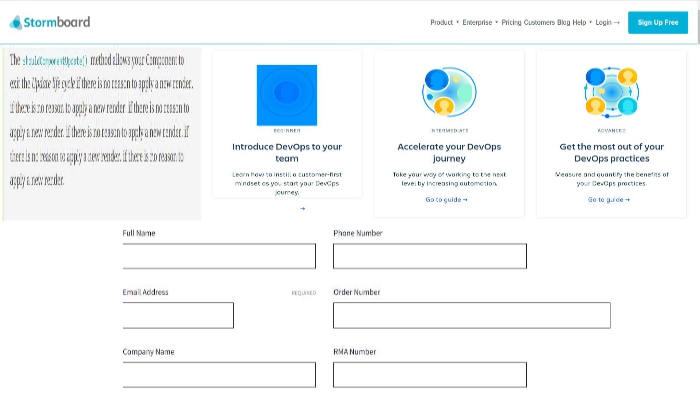 Stormboard
Product ▾ Enterprise ▾ Pricing Customers Blog Help ▾ Login → Sign Up Free
The shouldComponentUpdate() method allows your Component to
exit the Update life cycle if there is no reason to apply a new render.
if there is no reason to apply a new render. if there is no reason to
apply a new render. if there is no reason to apply a new render. if
there is no reason to apply a new render. if there is no reason to
apply a new render.
BEGINNER
Introduce DevOps to your
team
Learn how to instill a customer-first
mindset as you start your DevOps
journey.
→
INTERMEDIATE
Accelerate your DevOps
journey
Take your way of working to the next
level by increasing automation.
Go to guide →
ADVANCED
Get the most out of your
DevOps practices
Measure and quantify the benefits of
your DevOps practices.
Go to guide →
Full Name
Phone Number
Email Address REQUIRED
Order Number
Company Name
RMA Number